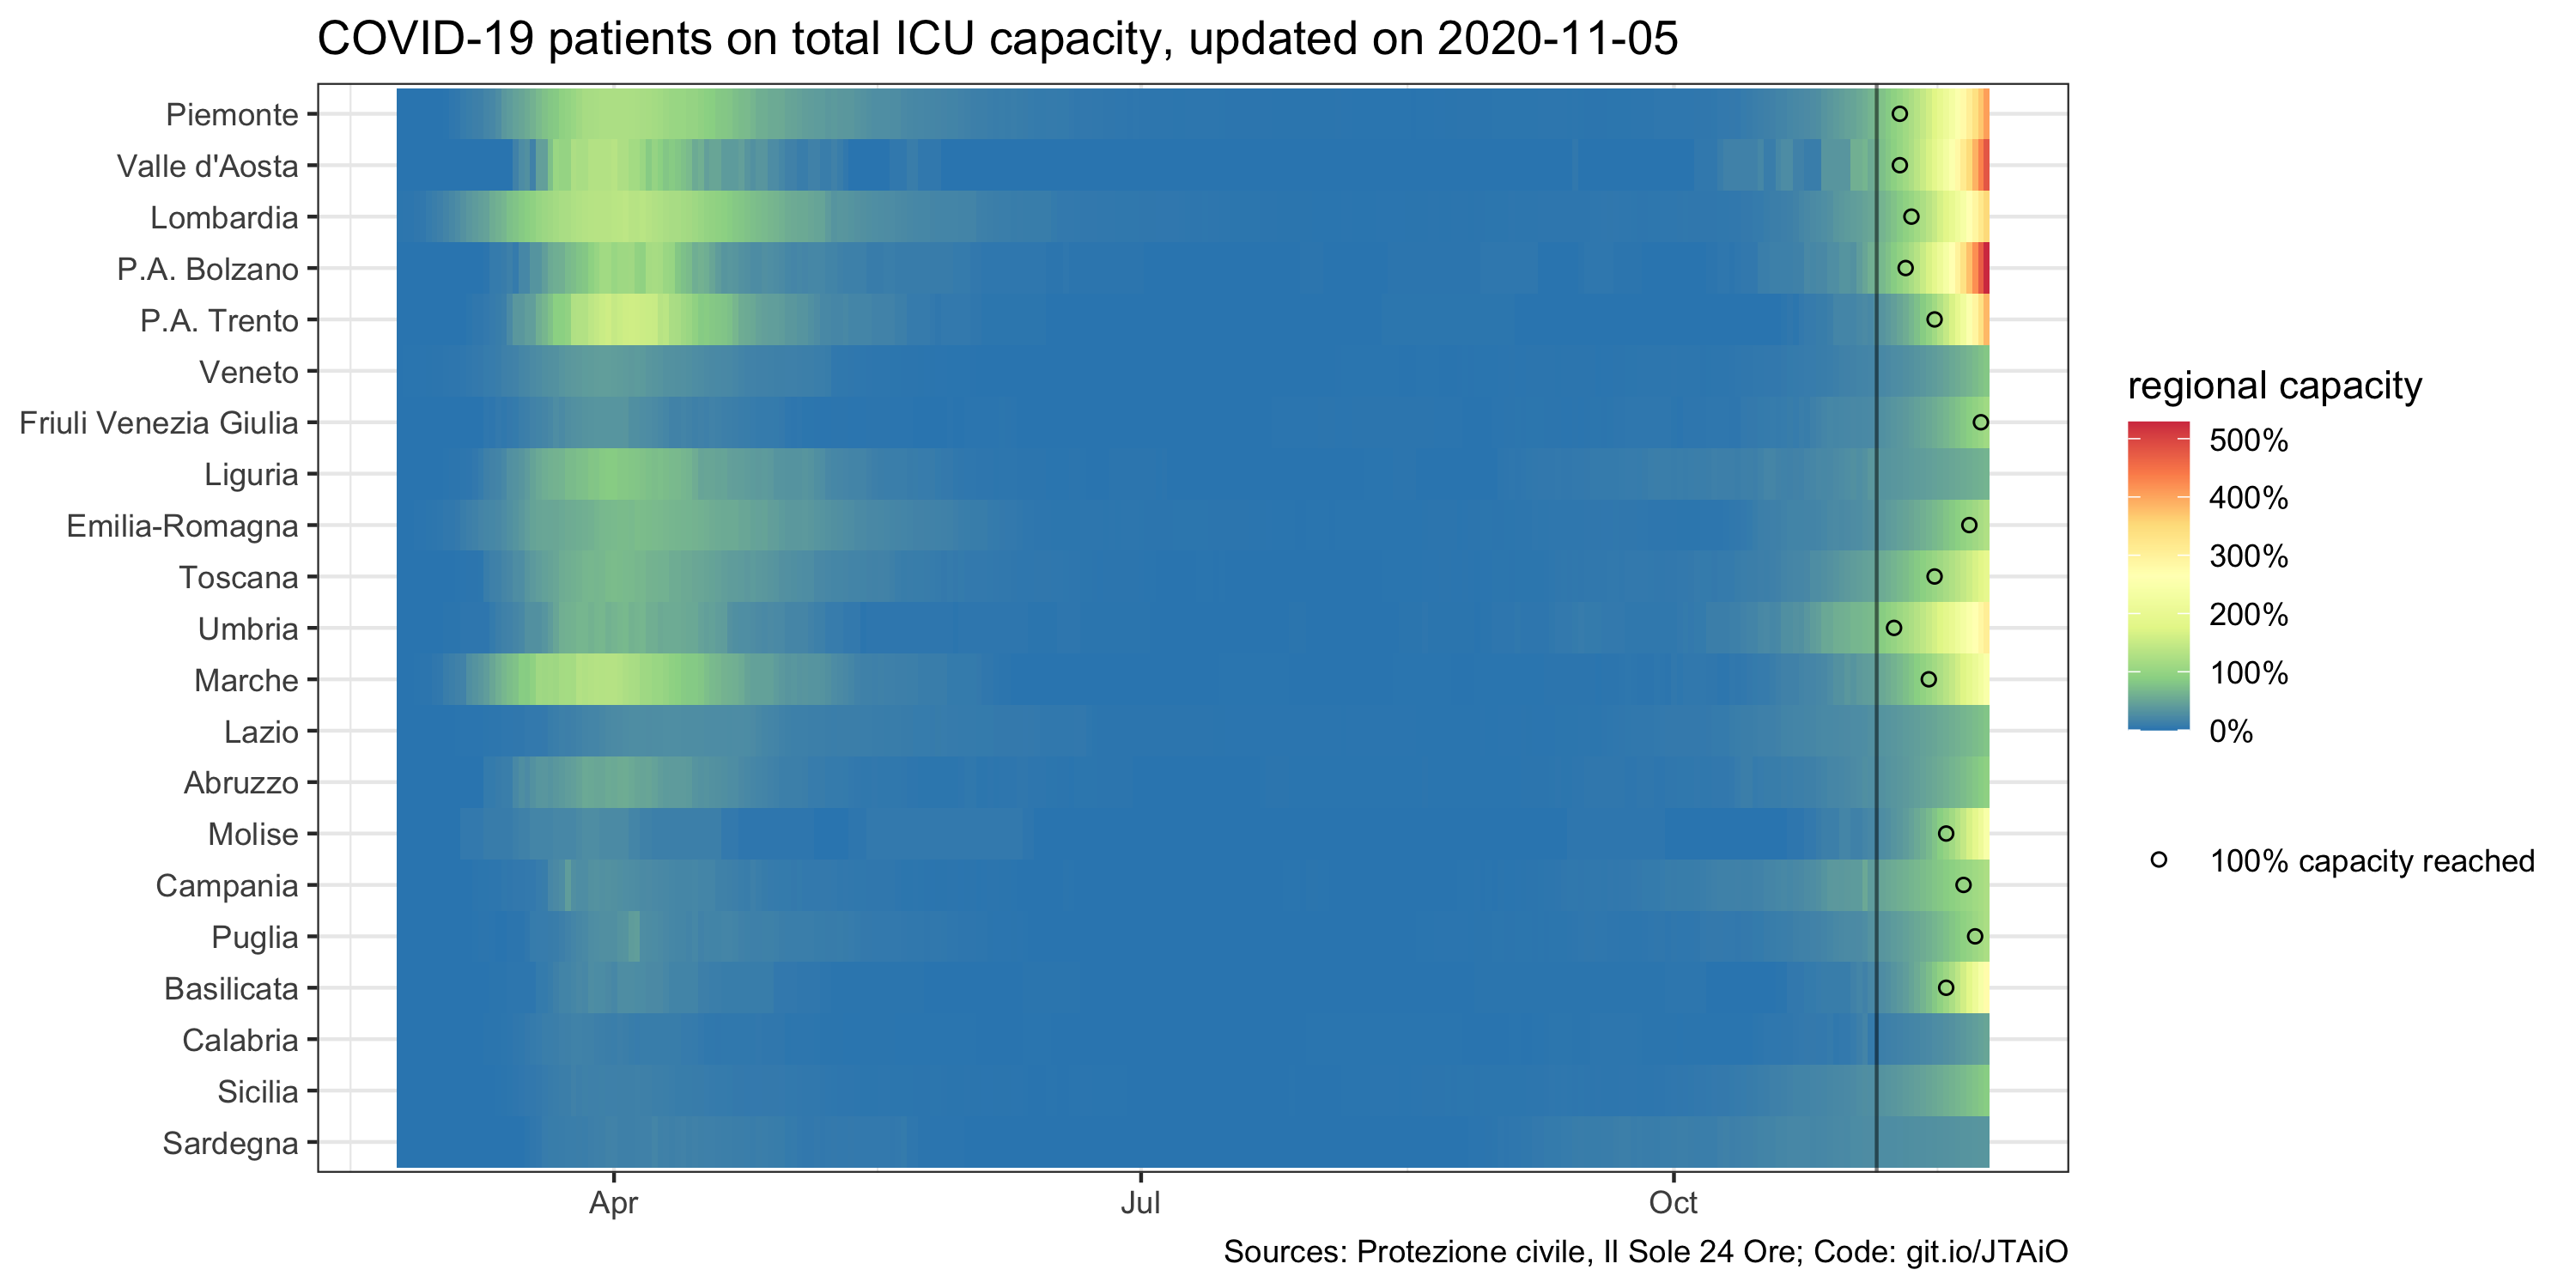 COVID-19 patients on total ICU capacity, updated on 2020-11-05
Piemonte
Valle d'Aosta
Lombardia
P.A. Bolzano
P.A. Trento
Veneto
Friuli Venezia Giulia
Liguria
Emilia-Romagna
Toscana
Umbria
Marche
Lazio
Abruzzo
Molise
Campania
Puglia
Basilicata
Calabria
Sicilia
Sardegna
Apr
Jul
Oct
regional capacity
500%
400%
300%
200%
100%
0%
100% capacity reached
Sources: Protezione civile, Il Sole 24 Ore; Code: git.io/JTAiO